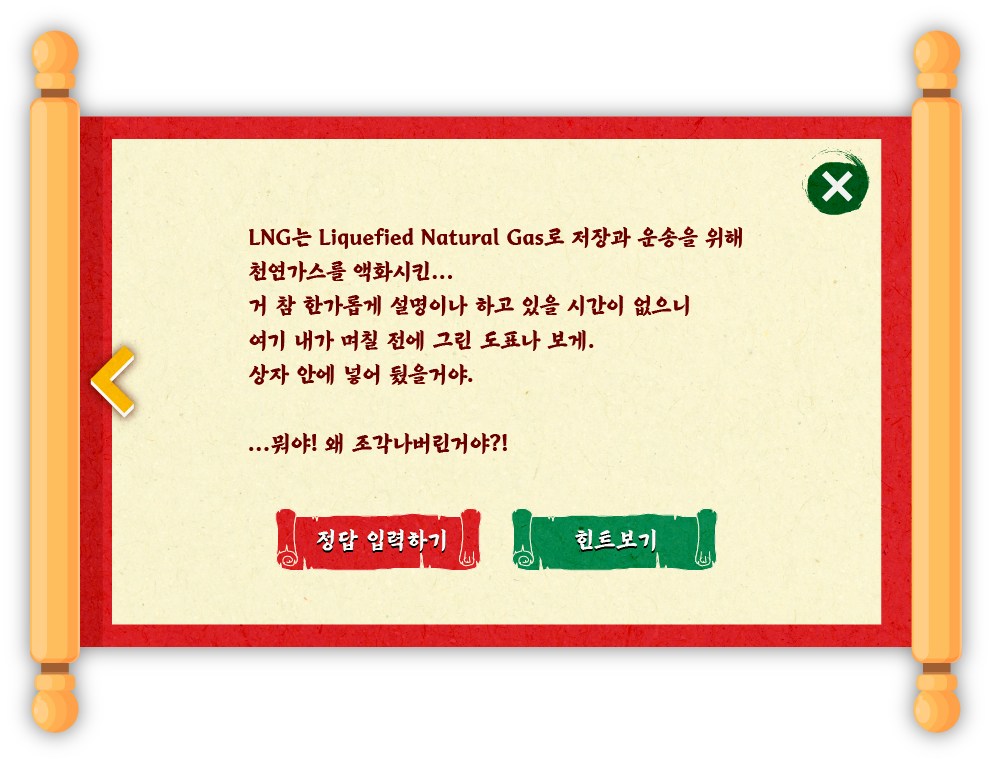 LNG는 Liquefied Natural Gas로 저장과 운송을 위해
천연가스를 액화시킨...
거 참 한가롭게 설명이나 하고 있을 시간이 없으니
여기 내가 며칠 전에 그린 도표나 보게.
상자 안에 넣어 뒀을거야.
...뭐야! 왜 조각나버린거야?!
정답 입력하기
힌트보기